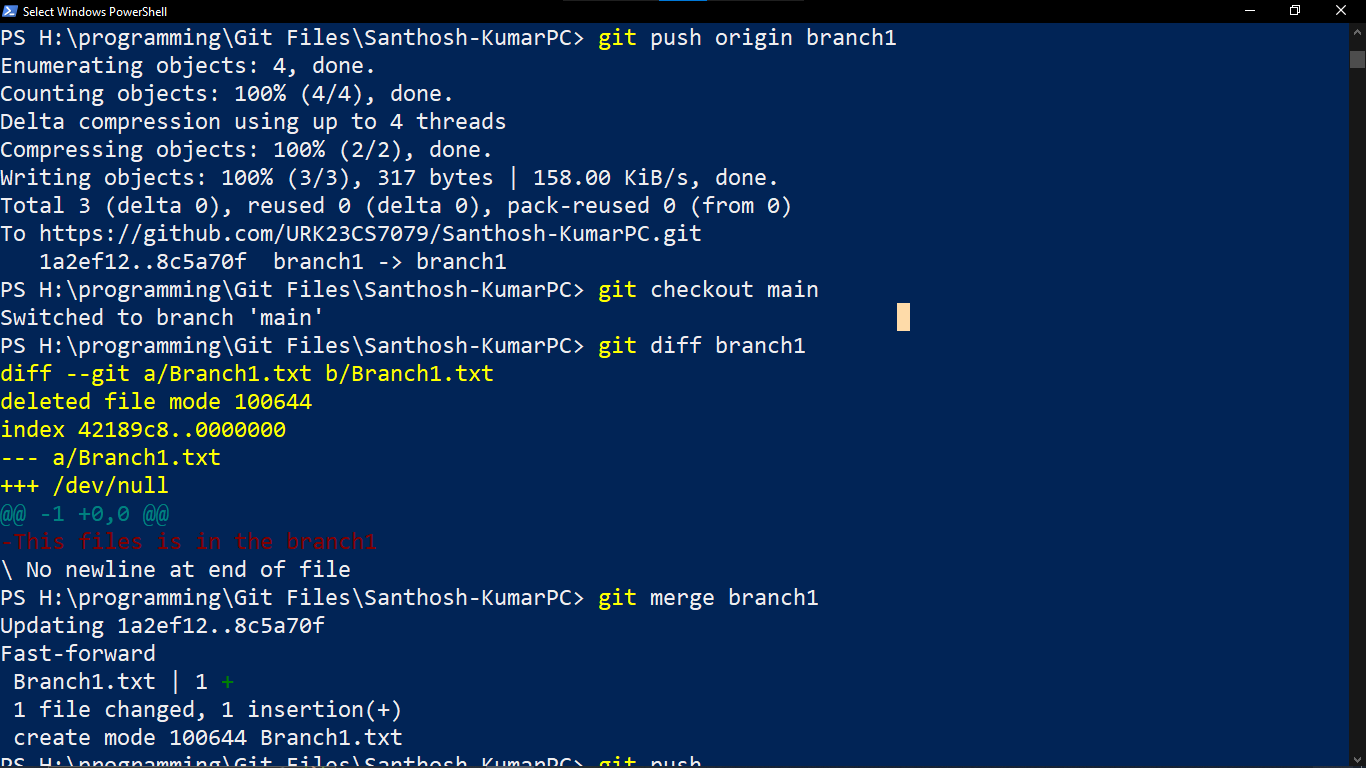 Select Windows PowerShell
PS H:\programming\Git Files\Santhosh-KumarPC> git push origin branch1
Enumerating objects: 4, done.
Counting objects: 100% (4/4), done.
Delta compression using up to 4 threads
Compressing objects: 100% (2/2), done.
Writing objects: 100% (3/3), 317 bytes | 158.00 KiB/s, done.
Total 3 (delta 0), reused 0 (delta 0), pack-reused 0 (from 0)
To https://github.com/URK23CS7079/Santhosh-KumarPC.git
   1a2ef12..8c5a70f  branch1 -> branch1
PS H:\programming\Git Files\Santhosh-KumarPC> git checkout main
Switched to branch 'main'
PS H:\programming\Git Files\Santhosh-KumarPC> git diff branch1
diff --git a/Branch1.txt b/Branch1.txt
deleted file mode 100644
index 42189c8..0000000
--- a/Branch1.txt
+++ /dev/null
@@ -1 +0,0 @@
-This files is in the branch1
\ No newline at end of file
PS H:\programming\Git Files\Santhosh-KumarPC> git merge branch1
Updating 1a2ef12..8c5a70f
Fast-forward
 Branch1.txt | 1 +
 1 file changed, 1 insertion(+)
 create mode 100644 Branch1.txt
PS H:\programming\Git Files\Santhosh-KumarPC> git push